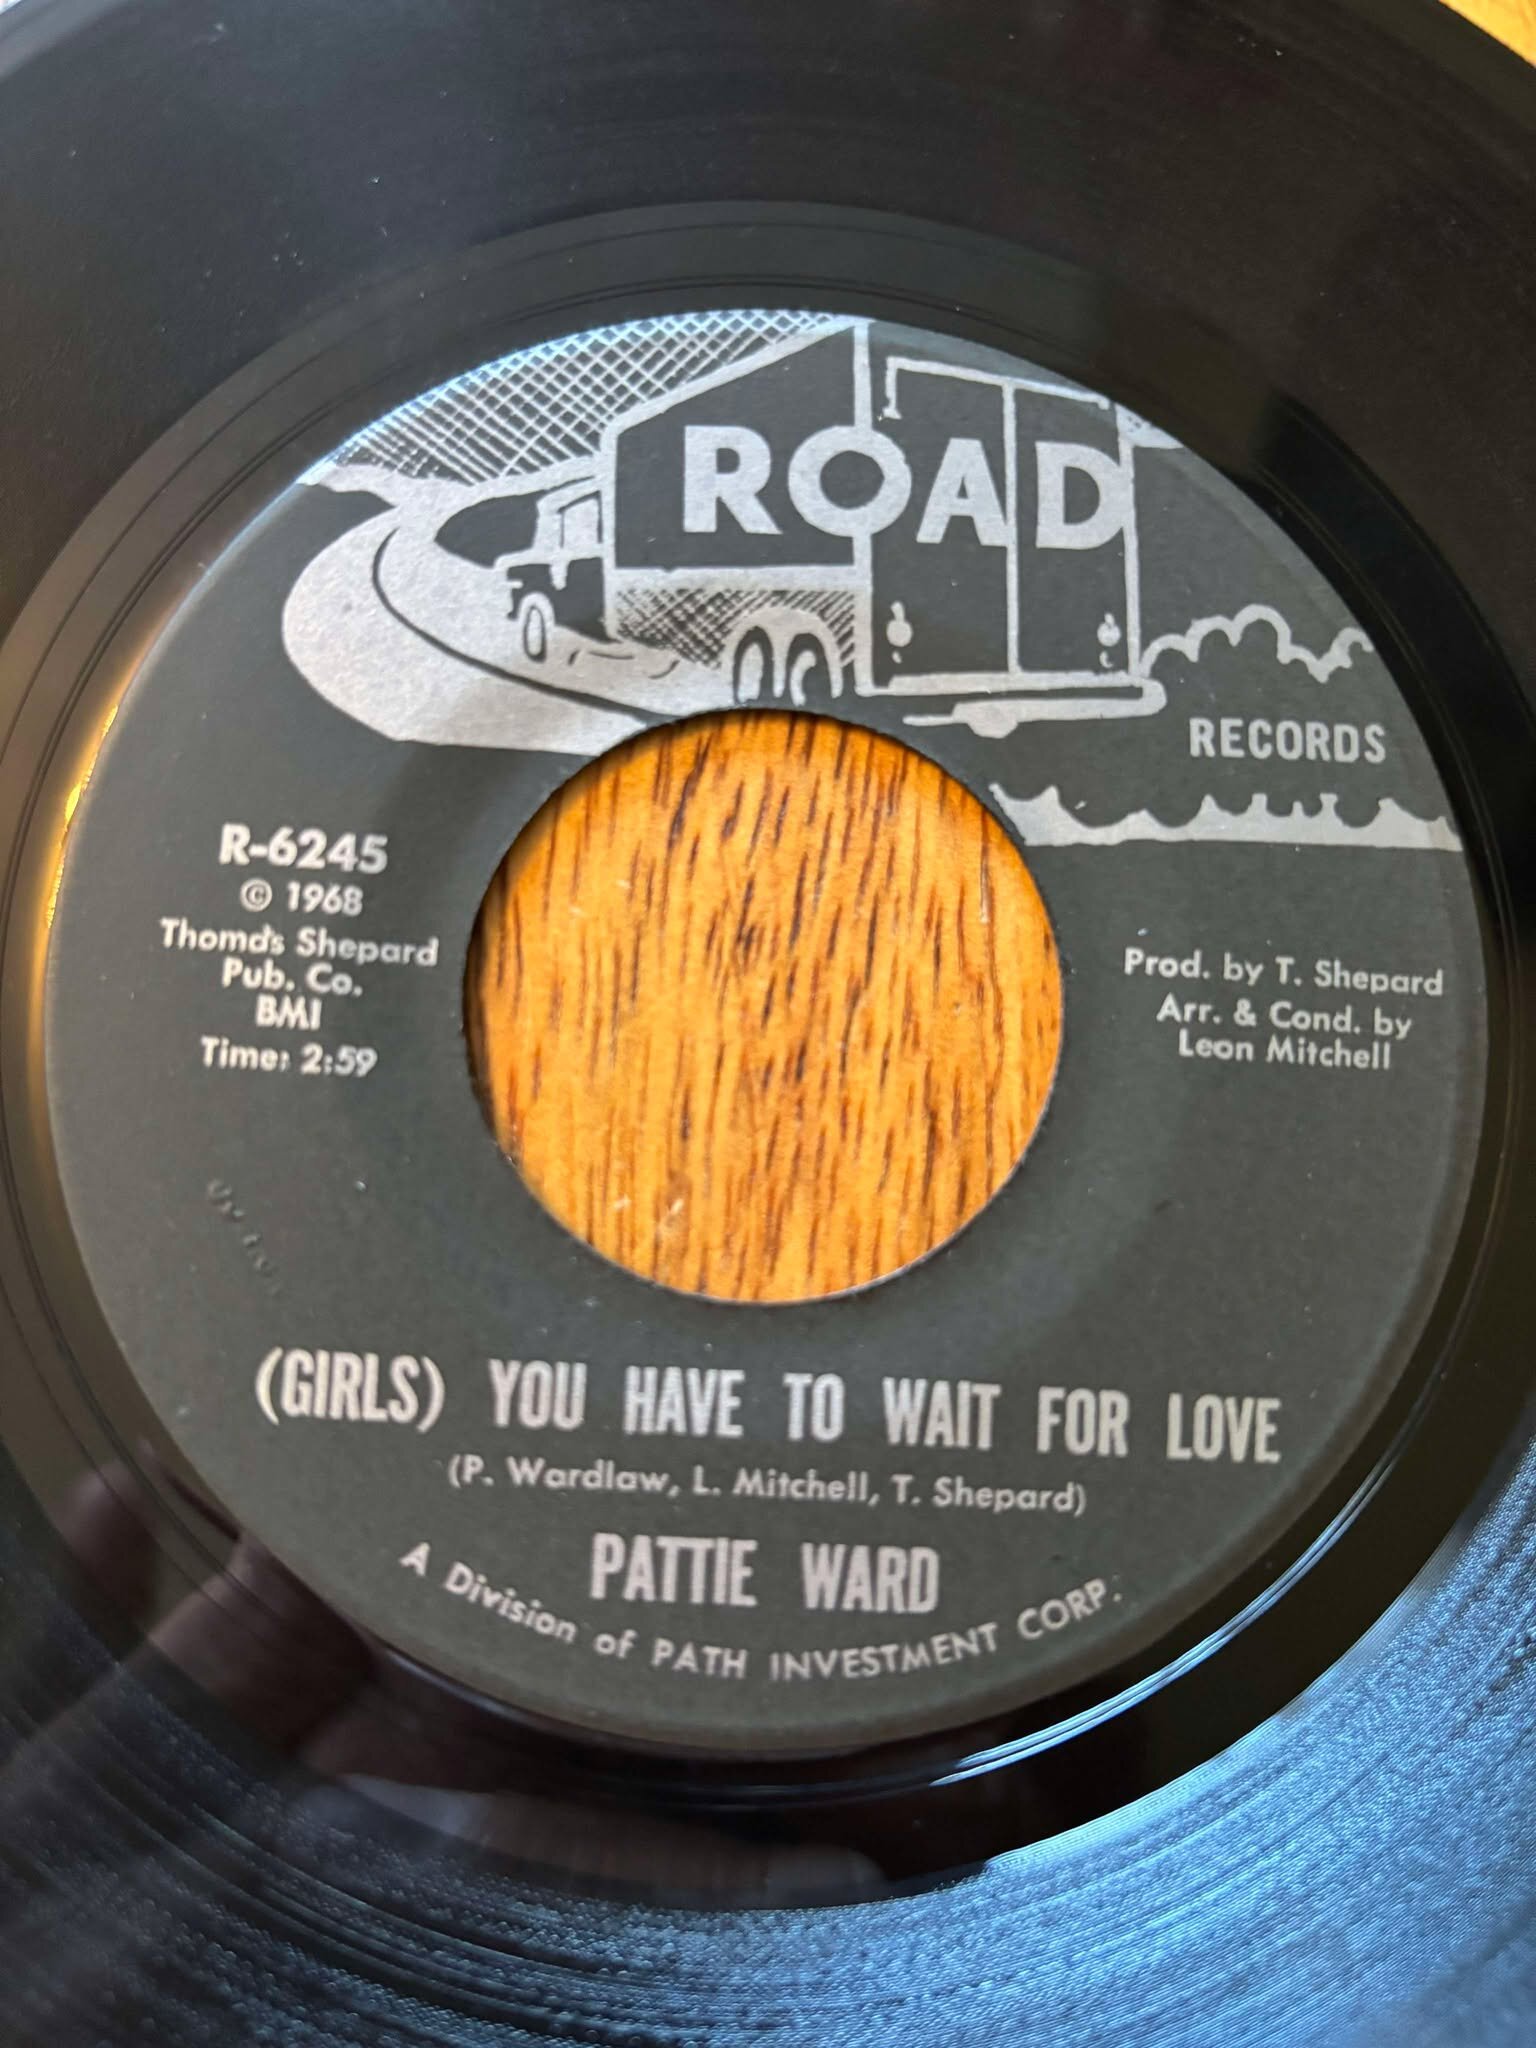 ROAD
RECORDS
R-6245
© 1968
Thomas Shepard
Pub. Co.
BMI
Time: 2:59
Prod. by T. Shepard
Arr. & Cond. by
Leon Mitchell
(GIRLS) YOU HAVE TO WAIT FOR LOVE
(P. Wardlaw, L. Mitchell, T. Shepard)
PATTIE WARD
A Division of PATH INVESTMENT CORP.